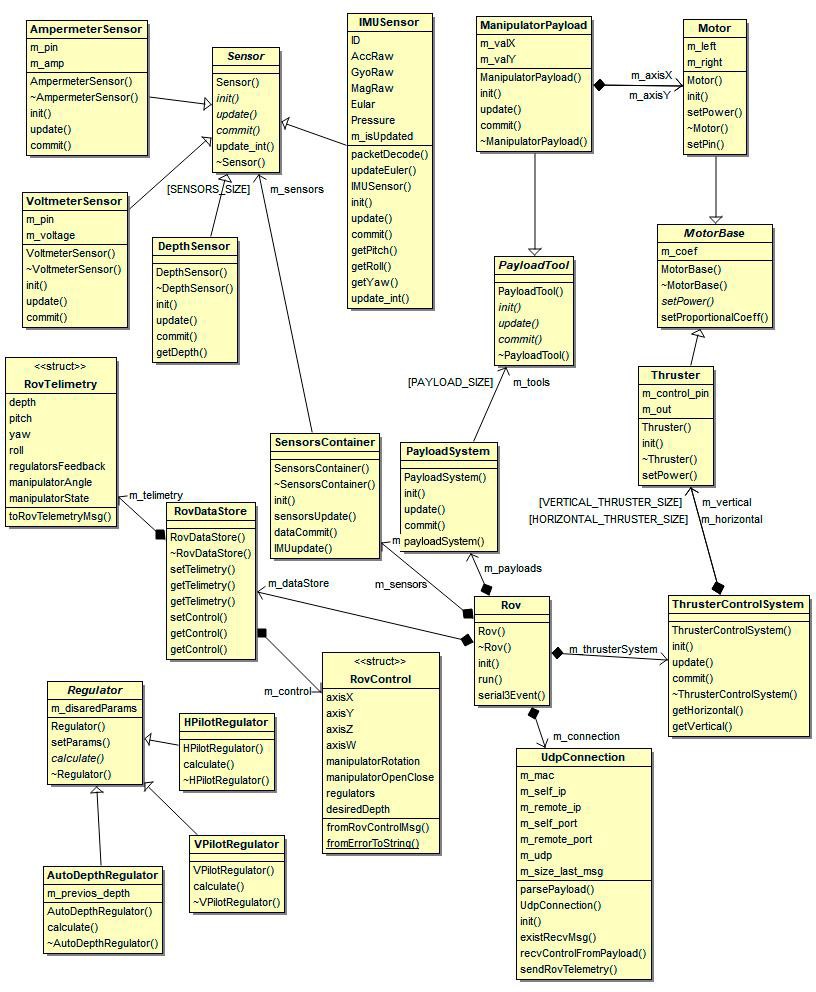 AmpermeterSensor
m_pin
m_amp
AmpermeterSensor()
~AmpermeterSensor()
init()
update()
commit()
Sensor
Sensor()
init()
update()
commit()
update_int()
~Sensor()
IMUSensor
ID
AccRaw
GyoRaw
MagRaw
Eular
Pressure
m_isUpdated
packetDecode()
updateEuler()
IMUSensor()
init()
update()
commit()
getPitch()
getRoll()
getYaw()
update_int()
ManipulatorPayload
m_valX
m_valY
ManipulatorPayload()
init()
update()
commit()
~ManipulatorPayload()
m_axisX
m_axisY
Motor
m_left
m_right
Motor()
init()
setPower()
~Motor()
setPin()
VoltmeterSensor
m_pin
m_voltage
VoltmeterSensor()
~VoltmeterSensor()
init()
update()
commit()
[SENSORS_SIZE]
m_sensors
DepthSensor
DepthSensor()
~DepthSensor()
init()
update()
commit()
getDepth()
PayloadTool
PayloadTool()
init()
update()
commit()
~PayloadTool()
MotorBase
m_coef
MotorBase()
~MotorBase()
setPower()
setProportionalCoeff()
<<struct>>
RovTelimetry
depth
pitch
yaw
roll
regulatorsFeedback
manipulatorAngle
manipulatorState
toRovTelemetryMsg()
[PAYLOAD_SIZE]
m_tools
Thruster
m_control_pin
m_out
Thruster()
init()
~Thruster()
setPower()
SensorsContainer
SensorsContainer()
~SensorsContainer()
init()
sensorsUpdate()
dataCommit()
IMUupdate()
PayloadSystem
PayloadSystem()
init()
update()
commit()
payloadSystem()
m
[VERTICAL_THRUSTER_SIZE]
m_vertical
[HORIZONTAL_THRUSTER_SIZE]
m_horizontal
m_telimetry
RovDataStore
RovDataStore()
~RovDataStore()
setTelimetry()
getTelimetry()
getTelimetry()
setControl()
getControl()
getControl()
m_dataStore
m_sensors
m_payloads
Rov
Rov()
~Rov()
init()
run()
serial3Event()
m_thrusterSystem
ThrusterControlSystem
ThrusterControlSystem()
init()
update()
commit()
~ThrusterControlSystem()
getHorizontal()
getVertical()
m_control
<<struct>>
RovControl
axisX
axisY
axisZ
axisW
manipulatorRotation
manipulatorOpenClose
regulators
desiredDepth
fromRovControlMsg()
fromErrorToString()
Regulator
m_disaredParams
Regulator()
setParams()
calculate()
~Regulator()
HPilotRegulator
HPilotRegulator()
calculate()
~HPilotRegulator()
m_connection
UdpConnection
m_mac
m_self_ip
m_remote_ip
m_self_port
m_remote_port
m_udp
m_size_last_msg
parsePayload()
UdpConnection()
init()
existRecvMsg()
recvControlFromPayload()
sendRovTelemetry()
VPilotRegulator
VPilotRegulator()
calculate()
~VPilotRegulator()
AutoDepthRegulator
m_previos_depth
AutoDepthRegulator()
calculate()
~AutoDepthRegulator()